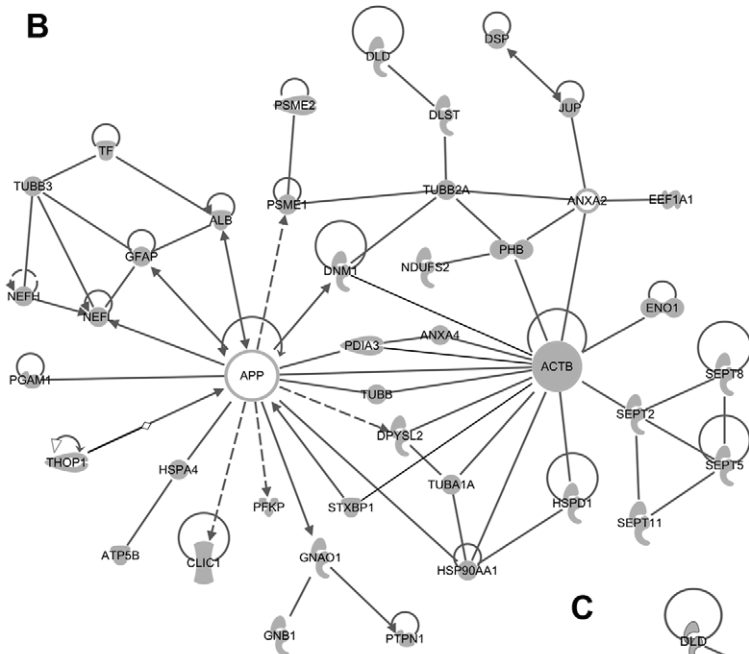 B
DSP
DLD
PSME2
JUP
DLST
TF
TUBB3
TUBB2A
ANXA2
EEF1A1
PSME1
ALB
GFAP
PHB
NDUFS2
DNM1
NEFH
NEFL
ENO1
ANXA4
PDIA3
ACTB
APP
PGAM1
SEPT8
TUBB
SEPT2
DPYSL2
THOP1
HSPA4
SEPT5
TUBA1A
HSPD1
PFKP
STXBP1
SEPT11
ATP5B
CLIC1
GNAO1
HSP90AA1
C
GNB1
PTPN1
DLD